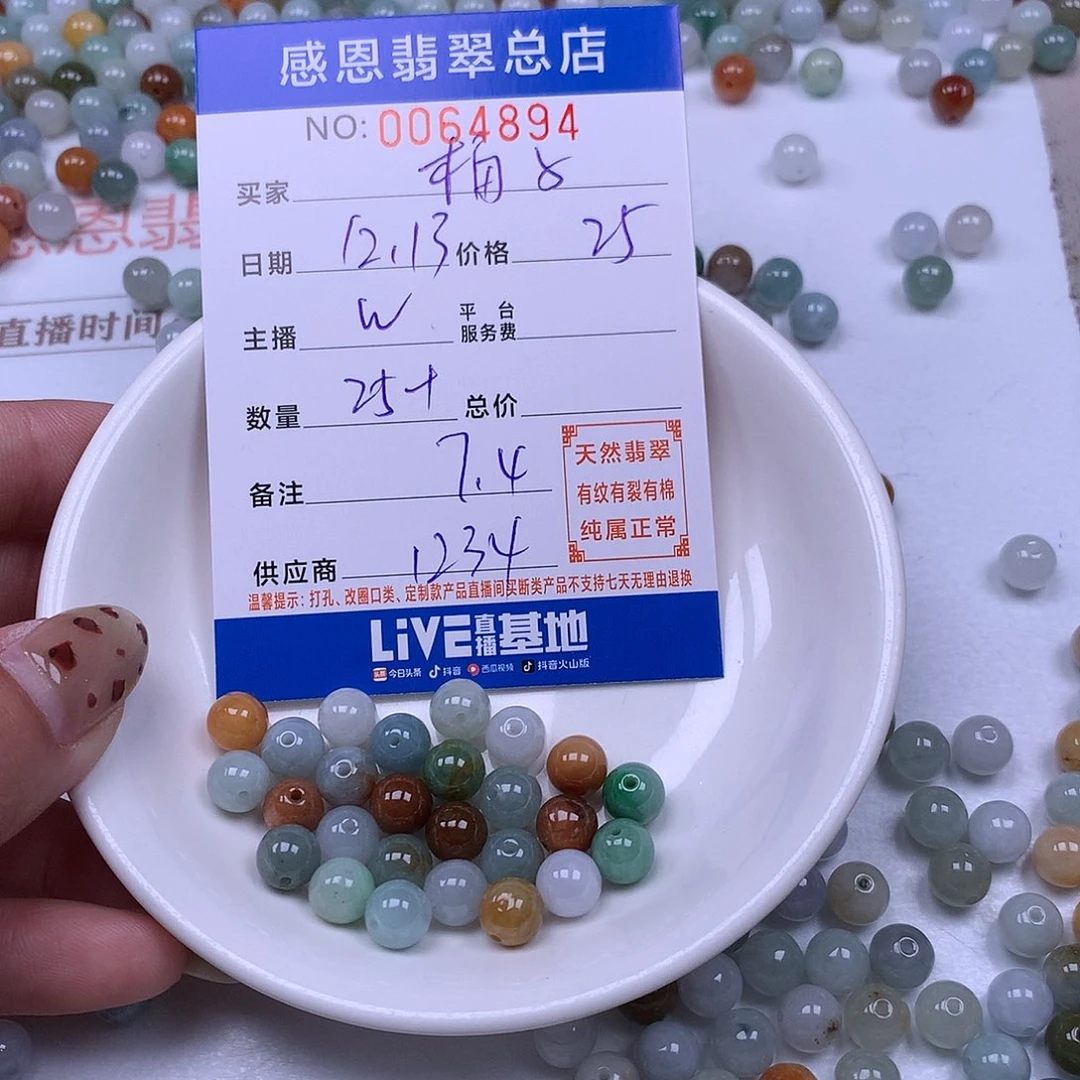 感恩翡翠总店
NO: 0064894
买家
日期 12.13 价格 25
主播 W 平台服务费
数量 25+ 总价
备注 7.4
供应商 1234
天然翡翠
有纹有裂有棉
纯属正常
温馨提示：打孔、改圈口类、定制款产品直播间买断类产品不支持七天无理由退换
LiVE直播基地
头条 今日头条 抖音 西瓜视频 抖音火山版
感恩翡
直播时间